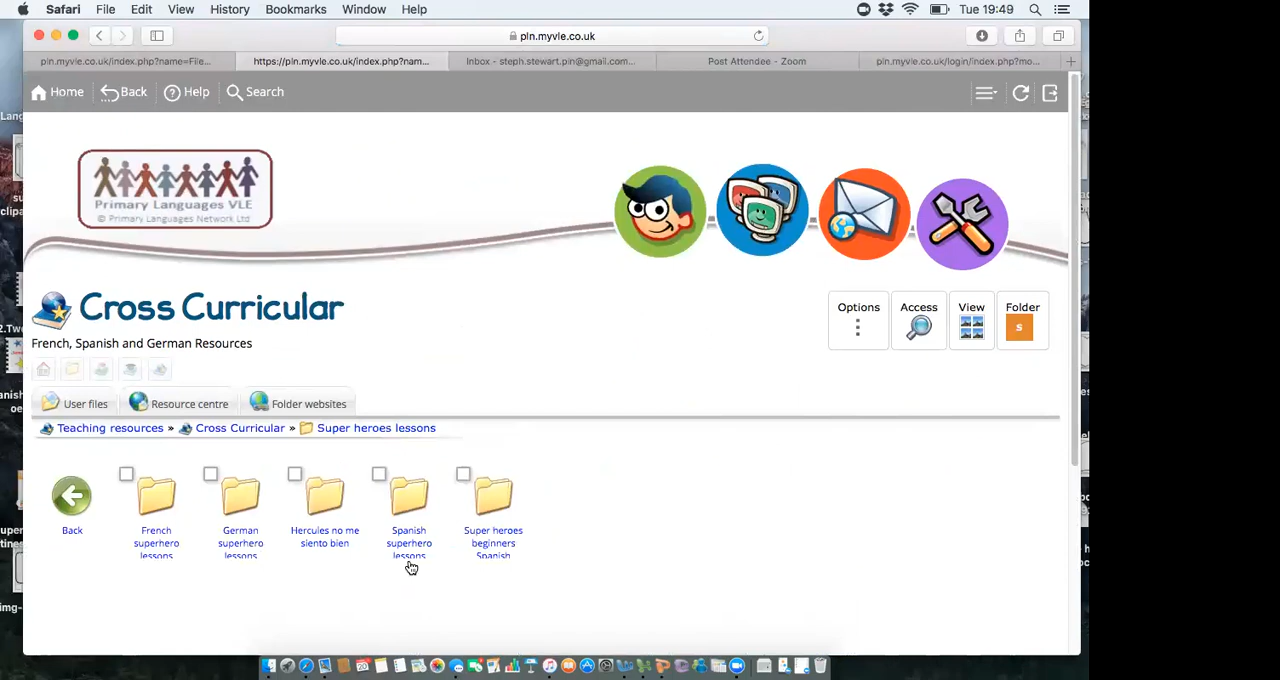 Safari File Edit View History Bookmarks Window Help Tue 19:49
pln.myvle.co.uk
pln.myvle.co.uk/index.php?name=File...
https://pln.myvle.co.uk/index.php?nam...
Inbox - steph.stewart.pln@gmail.com...
Post Attendee - Zoom
pln.myvle.co.uk/login/index.php?mo...
Home Back Help Search
Primary Languages VLE
© Primary Languages Network Ltd
Cross Curricular
Options Access View Folder
s
French, Spanish and German Resources
User files Resource centre Folder websites
Teaching resources » Cross Curricular » Super heroes lessons
Back
French
superhero
lessons
German
superhero
lessons
Hercules no me
siento bien
Spanish
superhero
lessons
Super heroes
beginners
Spanish